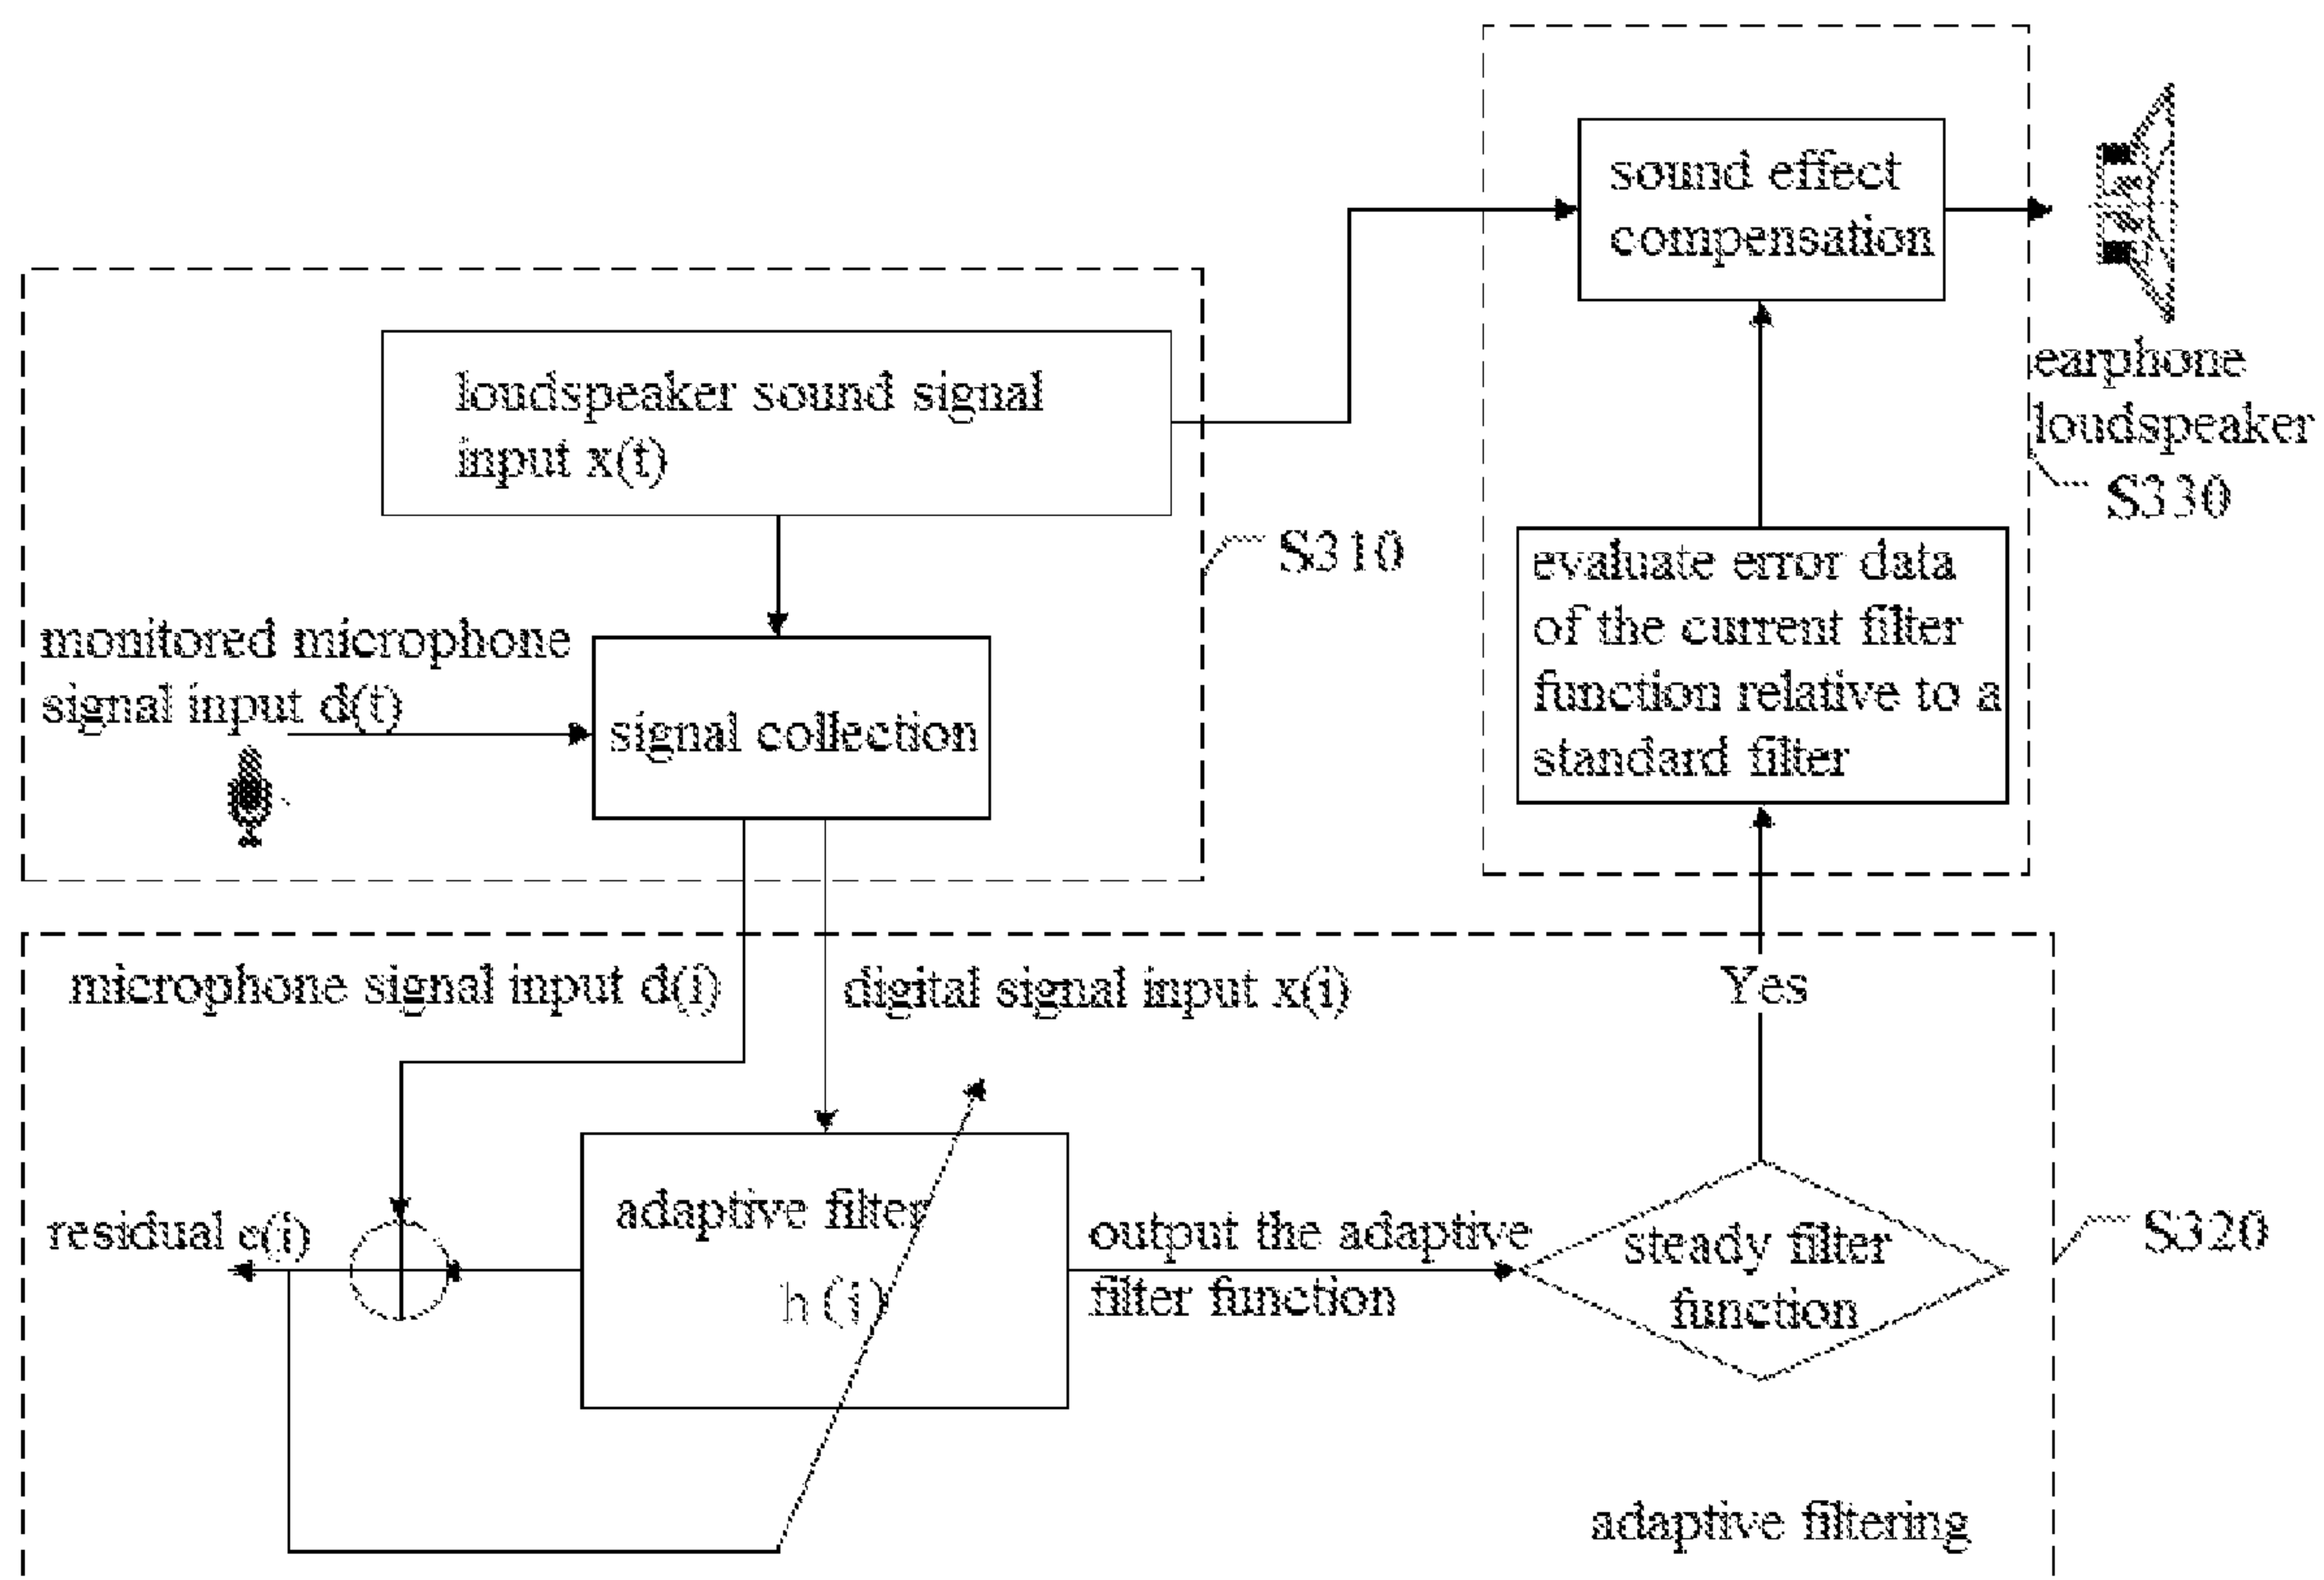 sound effect
compensation
earphone
loudspeaker
S330
loudspeaker sound signal
input x(t)
S310
evaluate error data
of the current filter
function relative to a
standard filter
monitored microphone
signal input d(t)
signal collection
microphone signal input d(i)
digital signal input x(i)
Yes
adaptive filter
h (i)
residual e(i)
output the adaptive
filter function
steady filter
function
S320
adaptive filtering